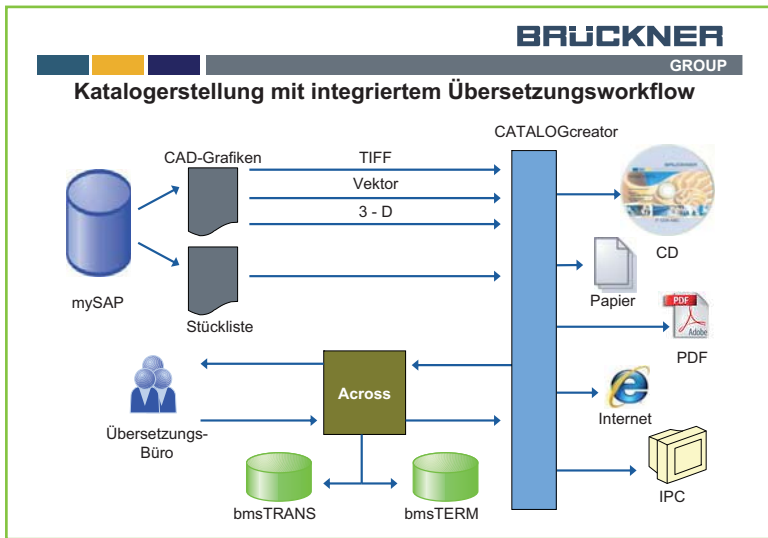 BRÜCKNER
GROUP
Katalogerstellung mit integriertem Übersetzungsworkflow
CATALOGcreator
CAD-Grafiken
TIFF
Vektor
3 - D
BRÜCKNER
CD
mySAP
Stückliste
Papier
PDF
Adobe
PDF
Across
Internet
Übersetzungs-
Büro
bmsTRANS
bmsTERM
IPC